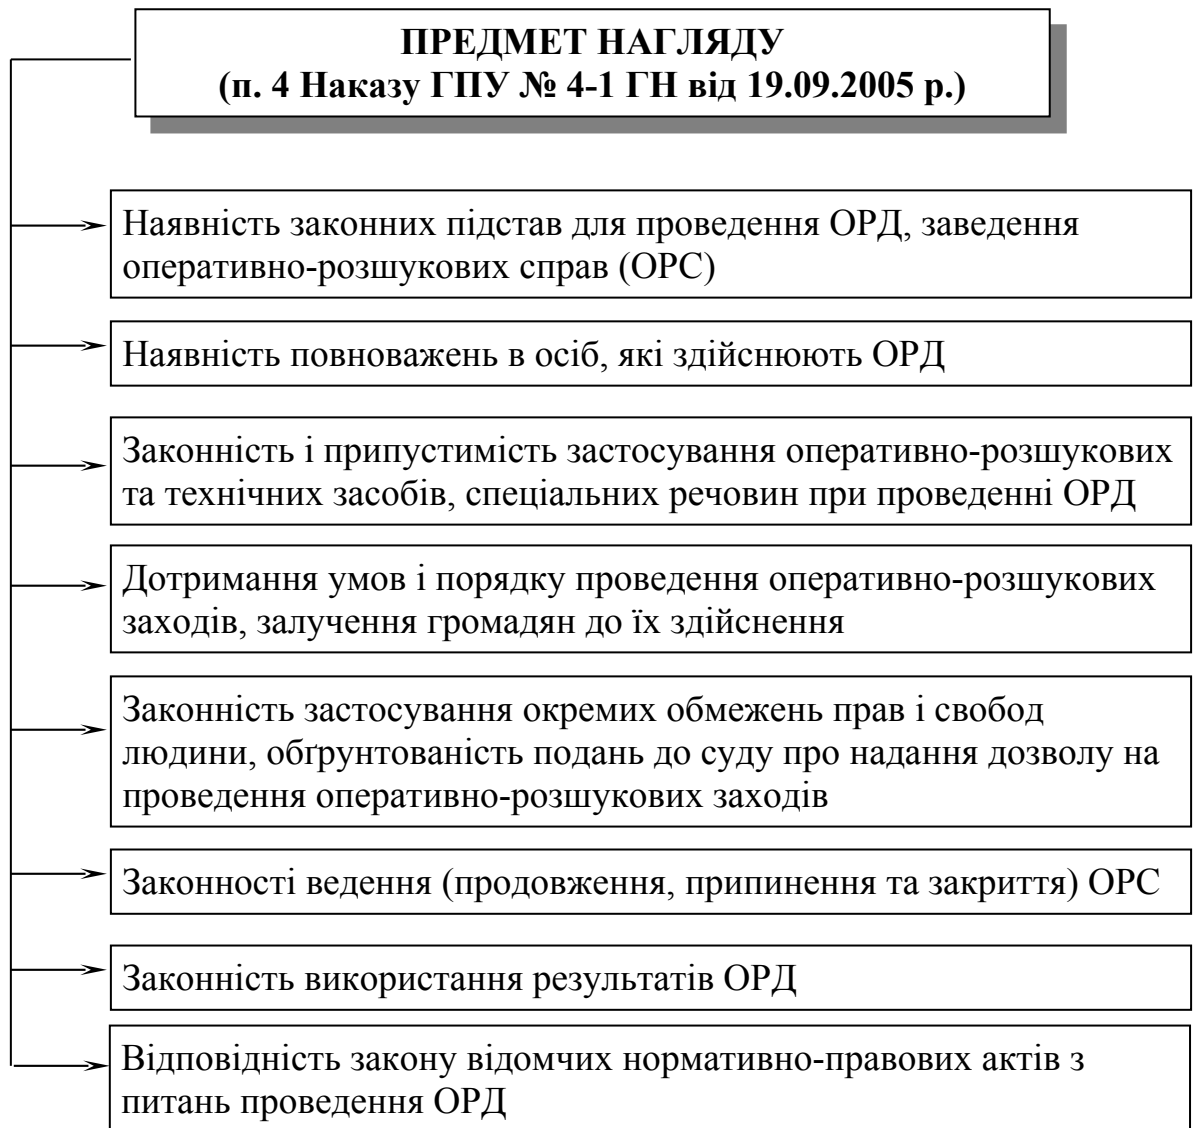 ПРЕДМЕТ НАГЛЯДУ
(п. 4 Наказу ГПУ № 4-1 ГН від 19.09.2005 р.)
Наявність законних підстав для проведення ОРД, заведення
оперативно-розшукових справ (ОРС)
Наявність повноважень в осіб, які здійснюють ОРД
Законність і припустимість застосування оперативно-розшукових
та технічних засобів, спеціальних речовин при проведенні ОРД
Дотримання умов і порядку проведення оперативно-розшукових
заходів, залучення громадян до їх здійснення
Законність застосування окремих обмежень прав і свобод
людини, обґрунтованість подань до суду про надання дозволу на
проведення оперативно-розшукових заходів
Законності ведення (продовження, припинення та закриття) ОРС
Законність використання результатів ОРД
Відповідність закону відомчих нормативно-правових актів з
питань проведення ОРД